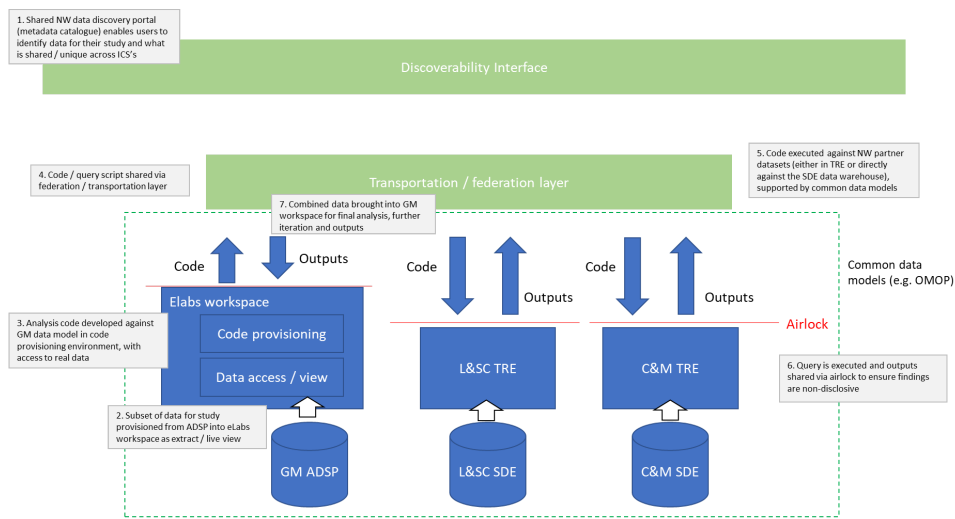 1. Shared NW data discovery portal
(metadata catalogue) enables users to
identify data for their study and what
is shared / unique across ICS's
Discoverability Interface
4. Code / query script shared via
federation / transportation layer
Transportation / federation layer
5. Code executed against NW partner
datasets (either in TRE or directly
against the SDE data warehouse),
supported by common data models
7. Combined data brought into GM
workspace for final analysis, further
iteration and outputs
Code
Outputs
Code
Outputs
Code
Outputs
Common data
models (e.g. OMOP)
Elabs workspace
Code provisioning
Data access / view
3. Analysis code developed against
GM data model in code
provisioning environment, with
access to real data
L&SC TRE
C&M TRE
Airlock
6. Query is executed and outputs
shared via airlock to ensure findings
are non-disclosive
2. Subset of data for study
provisioned from ADSP into eLabs
workspace as extract / live view
GM ADSP
L&SC SDE
C&M SDE